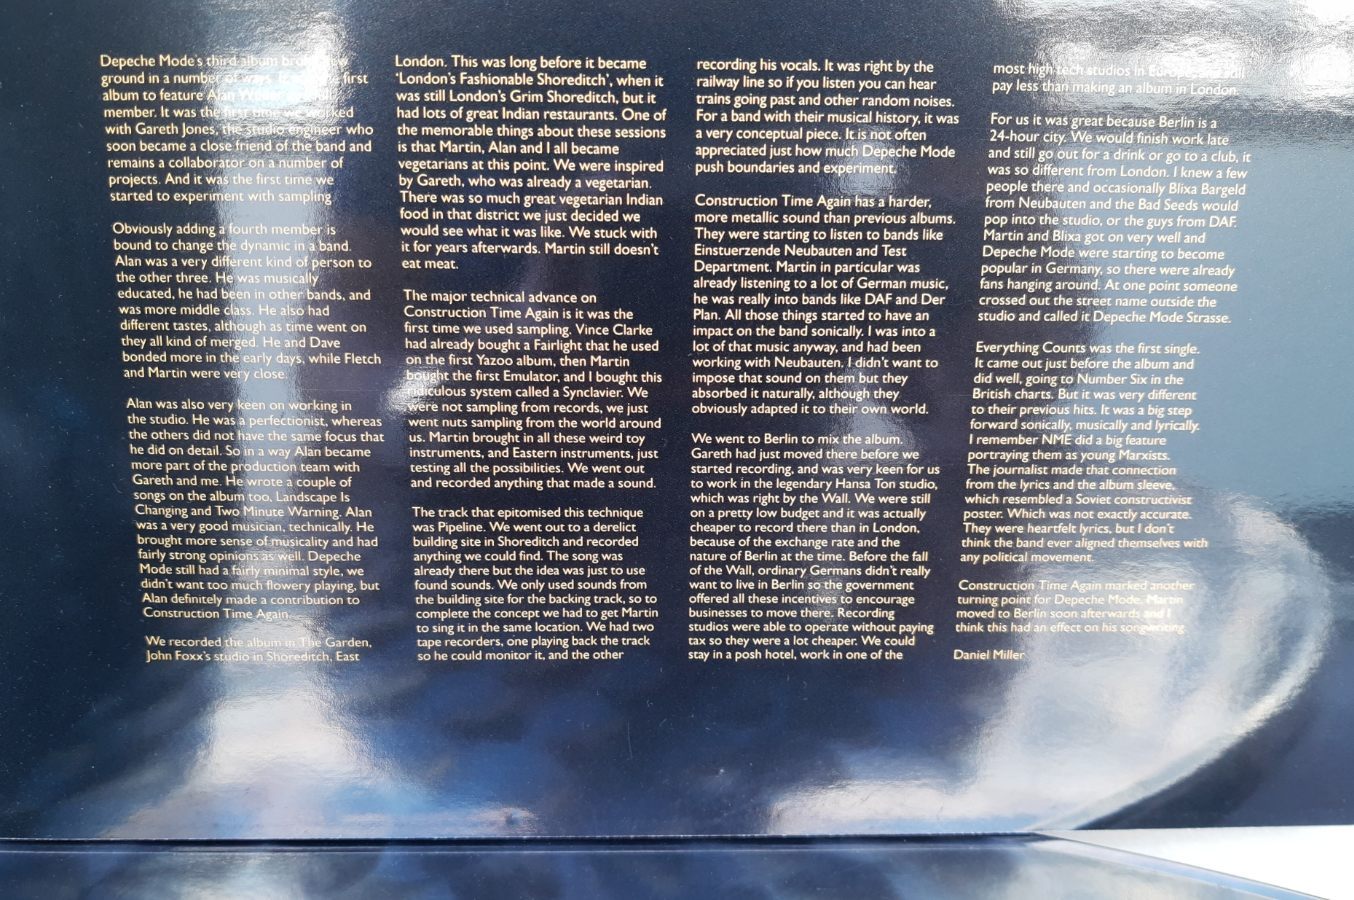 Depeche Mode's third album broke new
ground in a number of ways. It was the first
album to feature Alan Wilder as a full
member. It was the first time we worked
with Gareth Jones, the studio engineer who
soon became a close friend of the band and
remains a collaborator on a number of
projects. And it was the first time we
started to experiment with sampling.
Obviously adding a fourth member is
bound to change the dynamic in a band.
Alan was a very different kind of person to
the other three. He was musically
educated, he had been in other bands, and
was more middle class. He also had
different tastes, although as time went on
they all kind of merged. He and Dave
bonded more in the early days, while Fletch
and Martin were very close.
Alan was also very keen on working in
the studio. He was a perfectionist, whereas
the others did not have the same focus that
he did on detail. So in a way Alan became
more part of the production team with
Gareth and me. He wrote a couple of
songs on the album too, Landscape Is
Changing and Two Minute Warning. Alan
was a very good musician, technically. He
brought more sense of musicality and had
fairly strong opinions as well. Depeche
Mode still had a fairly minimal style, we
didn't want too much flowery playing, but
Alan definitely made a contribution to
Construction Time Again.
We recorded the album in The Garden,
John Foxx's studio in Shoreditch, East
London. This was long before it became
'London's Fashionable Shoreditch', when it
was still London's Grim Shoreditch, but it
had lots of great Indian restaurants. One of
the memorable things about these sessions
is that Martin, Alan and I all became
vegetarians at this point. We were inspired
by Gareth, who was already a vegetarian.
There was so much great vegetarian Indian
food in that district we just decided we
would see what it was like. We stuck with
it for years afterwards. Martin still doesn't
eat meat.
The major technical advance on
Construction Time Again is it was the
first time we used sampling. Vince Clarke
had already bought a Fairlight that he used
on the first Yazoo album, then Martin
bought the first Emulator, and I bought this
ridiculous system called a Synclavier. We
were not sampling from records, we just
went nuts sampling from the world around
us. Martin brought in all these weird toy
instruments, and Eastern instruments, just
testing all the possibilities. We went out
and recorded anything that made a sound.
The track that epitomised this technique
was Pipeline. We went out to a derelict
building site in Shoreditch and recorded
anything we could find. The song was
already there but the idea was just to use
found sounds. We only used sounds from
the building site for the backing track, so to
complete the concept we had to get Martin
to sing it in the same location. We had two
tape recorders, one playing back the track
so he could monitor it, and the other
recording his vocals. It was right by the
railway line so if you listen you can hear
trains going past and other random noises.
For a band with their musical history, it was
a very conceptual piece. It is not often
appreciated just how much Depeche Mode
push boundaries and experiment.
Construction Time Again has a harder,
more metallic sound than previous albums.
They were starting to listen to bands like
Einstuerzende Neubauten and Test
Department. Martin in particular was
already listening to a lot of German music,
he was really into bands like DAF and Der
Plan. All those things started to have an
impact on the band sonically. I was into a
lot of that music anyway, and had been
working with Neubauten. I didn't want to
impose that sound on them but they
absorbed it naturally, although they
obviously adapted it to their own world.
We went to Berlin to mix the album.
Gareth had just moved there before we
started recording, and was very keen for us
to work in the legendary Hansa Ton studio,
which was right by the Wall. We were still
on a pretty low budget and it was actually
cheaper to record there than in London,
because of the exchange rate and the
nature of Berlin at the time. Before the fall
of the Wall, ordinary Germans didn't really
want to live in Berlin so the government
offered all these incentives to encourage
businesses to move there. Recording
studios were able to operate without paying
tax so they were a lot cheaper. We could
stay in a posh hotel, work in one of the
most high tech studios in Europe, and still
pay less than making an album in London.
For us it was great because Berlin is a
24-hour city. We would finish work late
and still go out for a drink or go to a club, it
was so different from London. I knew a few
people there and occasionally Blixa Bargeld
from Neubauten and the Bad Seeds would
pop into the studio, or the guys from DAF.
Martin and Blixa got on very well and
Depeche Mode were starting to become
popular in Germany, so there were already
fans hanging around. At one point someone
crossed out the street name outside the
studio and called it Depeche Mode Strasse.
Everything Counts was the first single.
It came out just before the album and
did well, going to Number Six in the
British charts. But it was very different
to their previous hits. It was a big step
forward sonically, musically and lyrically.
I remember NME did a big feature
portraying them as young Marxists.
The journalist made that connection
from the lyrics and the album sleeve,
which resembled a Soviet constructivist
poster. Which was not exactly accurate.
They were heartfelt lyrics, but I don't
think the band ever aligned themselves with
any political movement.
Construction Time Again marked another
turning point for Depeche Mode. Martin
moved to Berlin soon afterwards and I
think this had an effect on his songwriting.
Daniel Miller